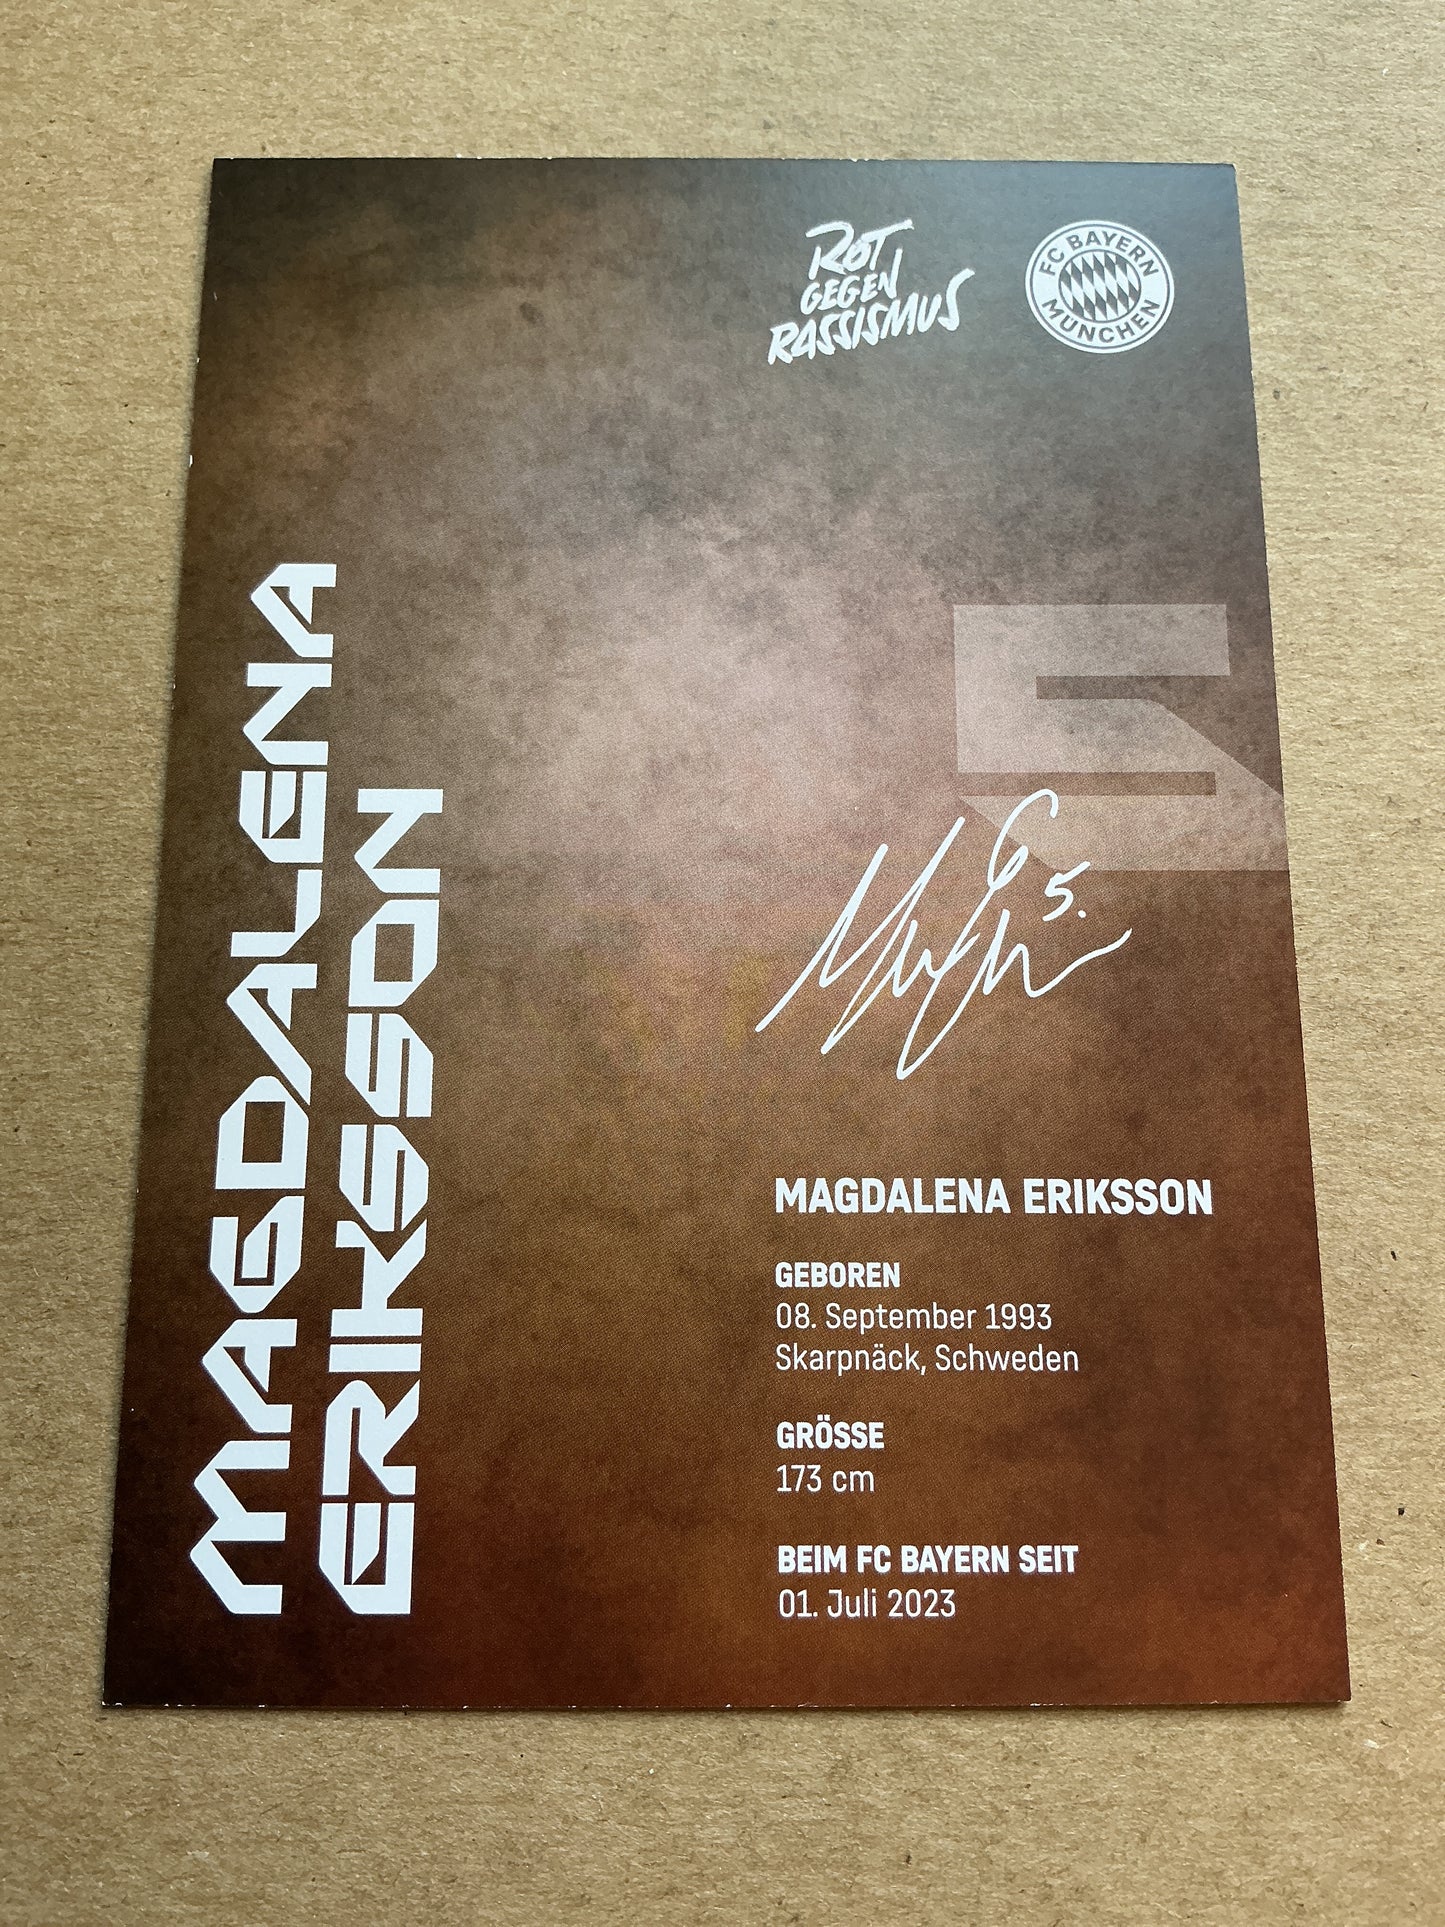 ROT
GEGEN
RASSISMUS
FC BAYERN
MÜNCHEN
5
MAGDALENA
ERIKSSON
5.
MAGDALENA ERIKSSON
GEBOREN
08. September 1993
Skarpnäck, Schweden
GRÖSSE
173 cm
BEIM FC BAYERN SEIT
01. Juli 2023